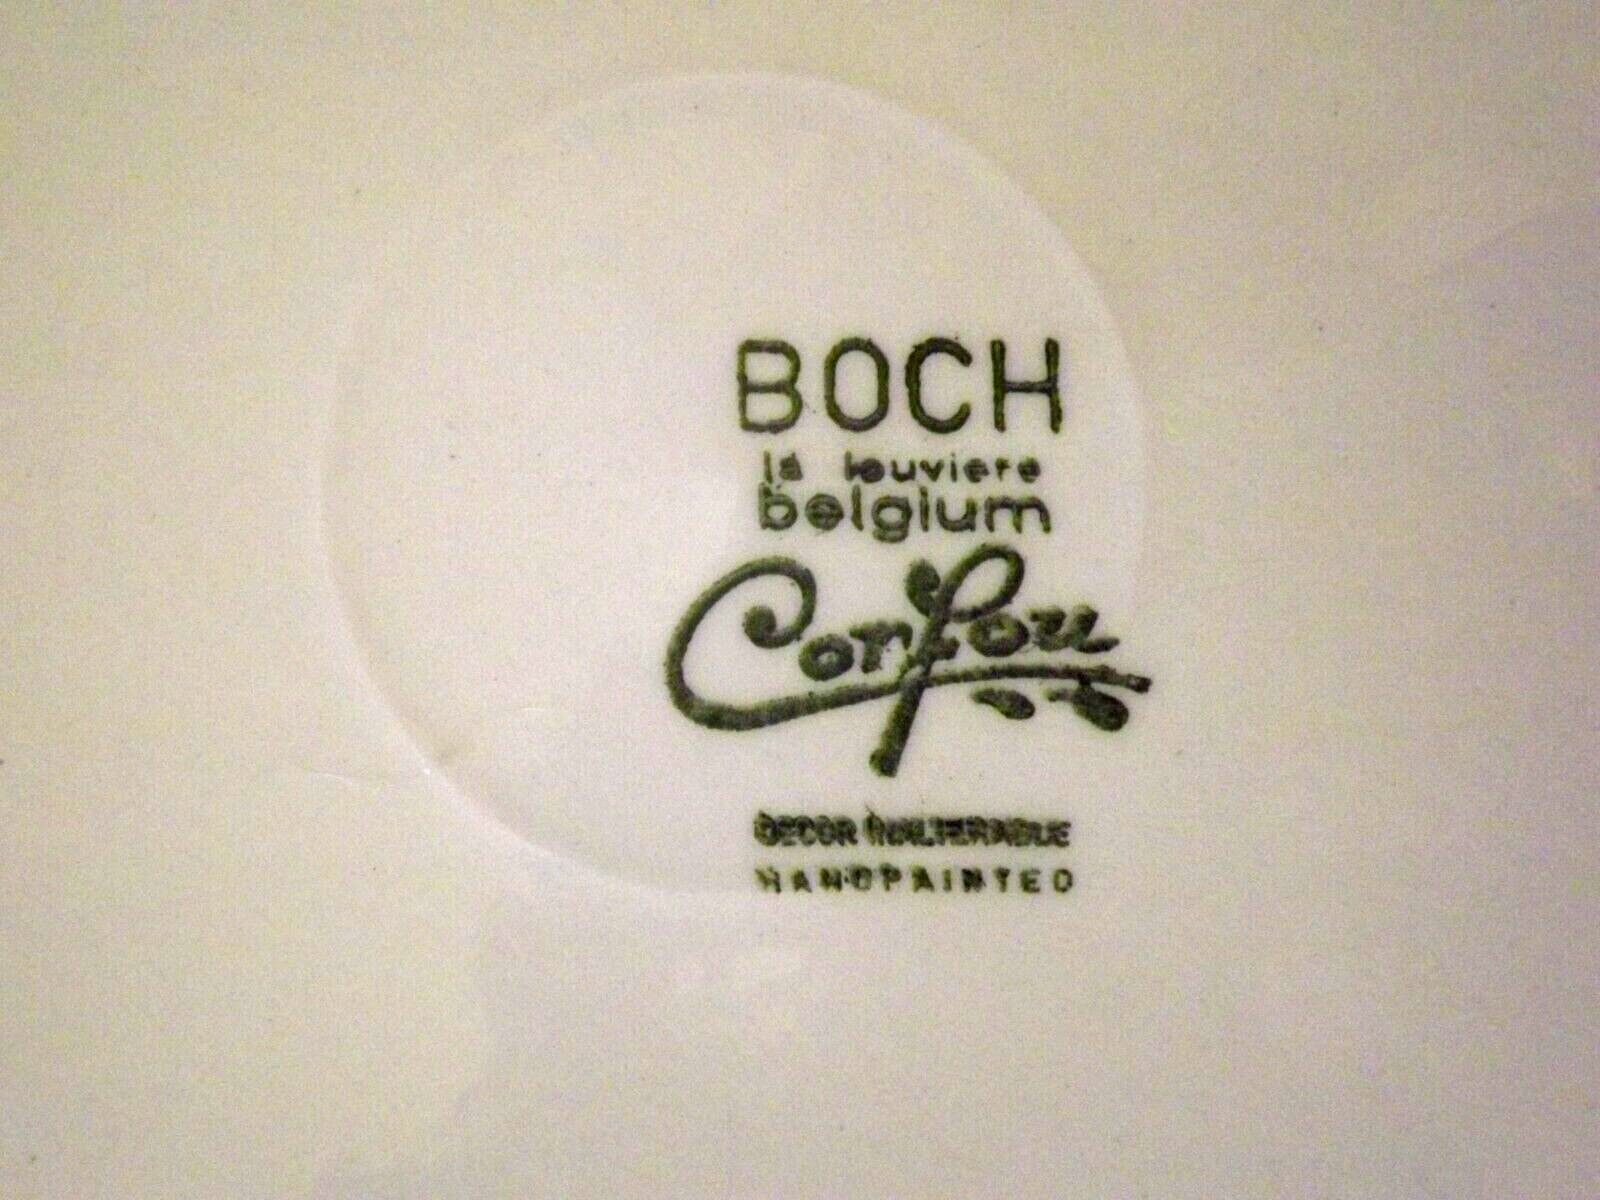 BOCH
la louviere
belgium
Corfou
DECOR INALTERABLE
HANDPAINTED